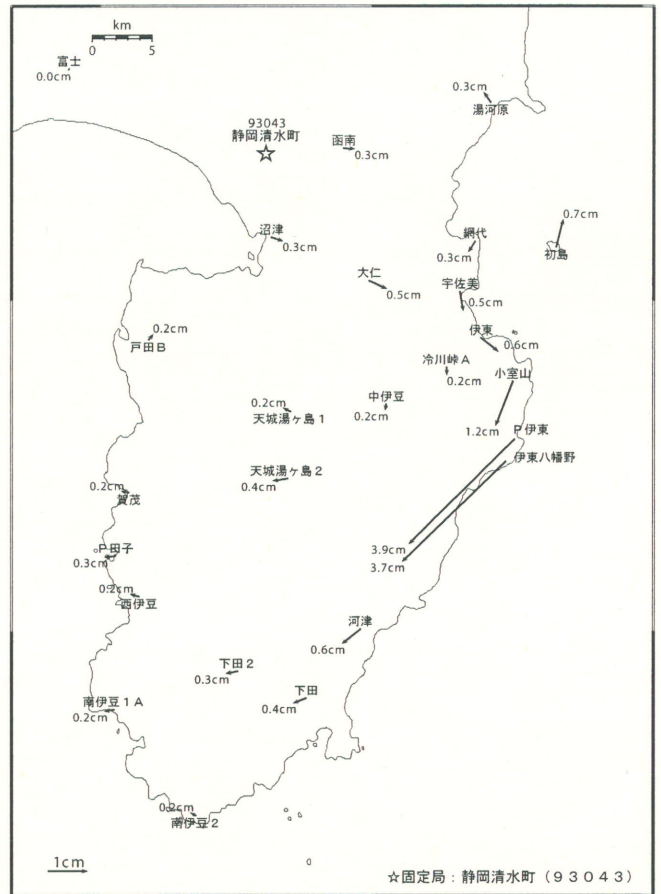 km
0 5
富士
0.0cm
0.3cm
湯河原
93043
静岡清水町
函南
0.3cm
0.7cm
初島
沼津
0.3cm
網代
0.3cm
大仁
0.5cm
宇佐美
0.5cm
伊東
0.6cm
0.2cm
戸田B
冷川峠A
0.2cm
小室山
1.2cm
0.2cm
天城湯ヶ島1
中伊豆
0.2cm
P伊東
伊東八幡野
天城湯ヶ島2
0.4cm
0.2cm
賀茂
3.9cm
3.7cm
P田子
0.3cm
0.2cm
西伊豆
河津
0.6cm
下田2
0.3cm
下田
0.4cm
南伊豆1A
0.2cm
0.2cm
南伊豆2
1cm
☆固定局:静岡清水町(93043)